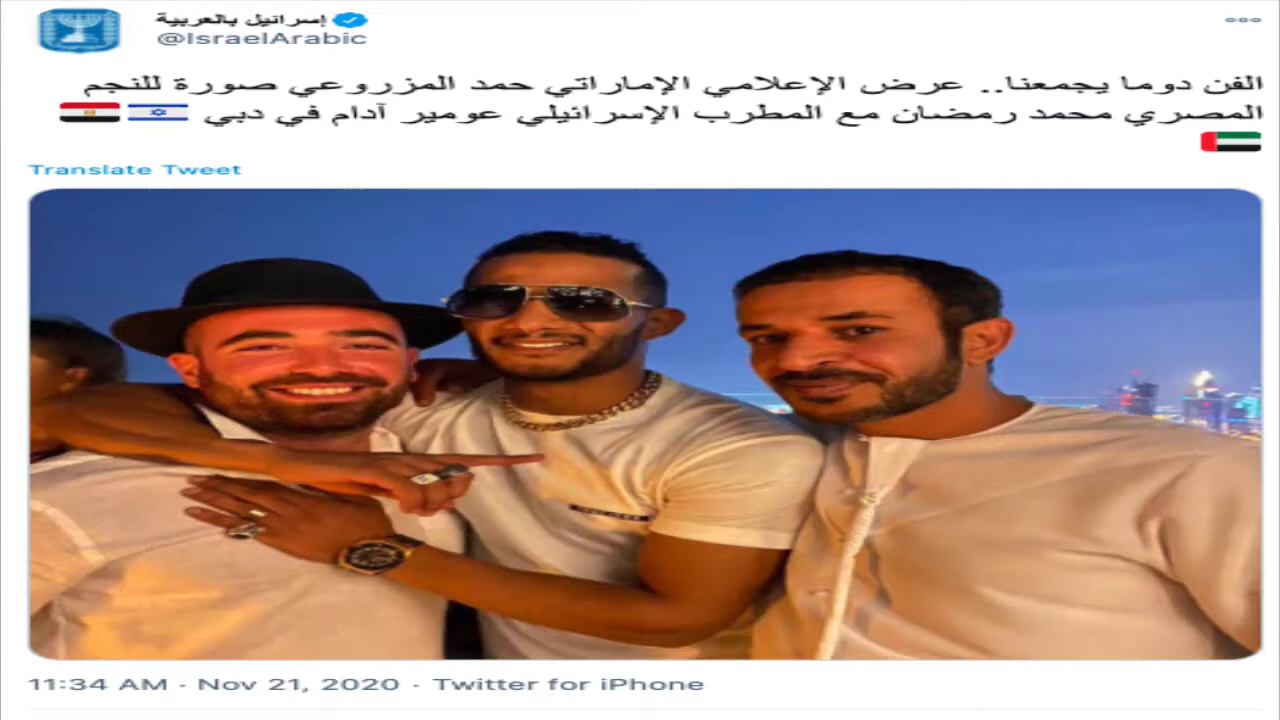 إسرائيل بالعربية
@IsraelArabic
الفن دوما يجمعنا.. عرض الإعلامي الإماراتي حمد المزروعي صورة للنجم
المصري محمد رمضان مع المطرب الإسرائيلي عومير آدام في دبي
Translate Tweet
11:34 AM · Nov 21, 2020 · Twitter for iPhone